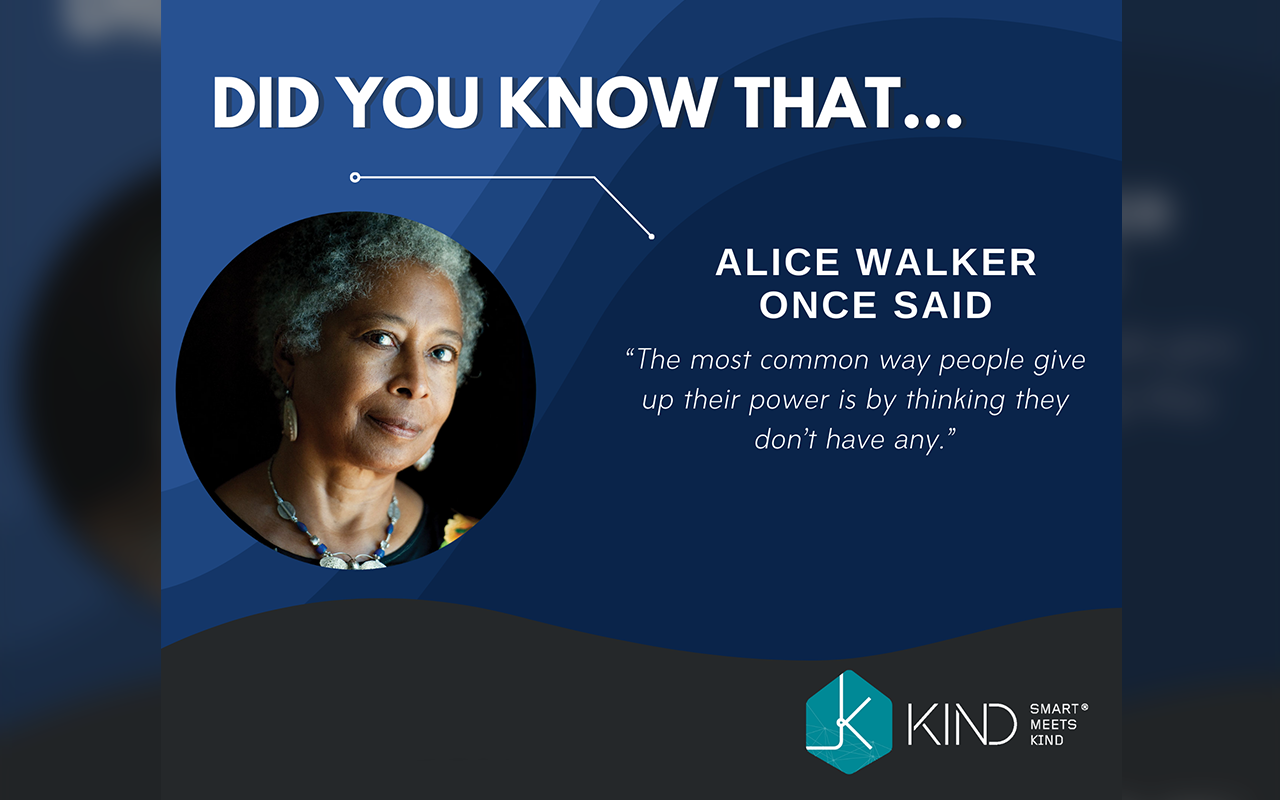 DID YOU KNOW THAT...
ALICE WALKER
ONCE SAID
“The most common way people give
up their power is by thinking they
don’t have any.”
KIND
SMART®
MEETS
KIND